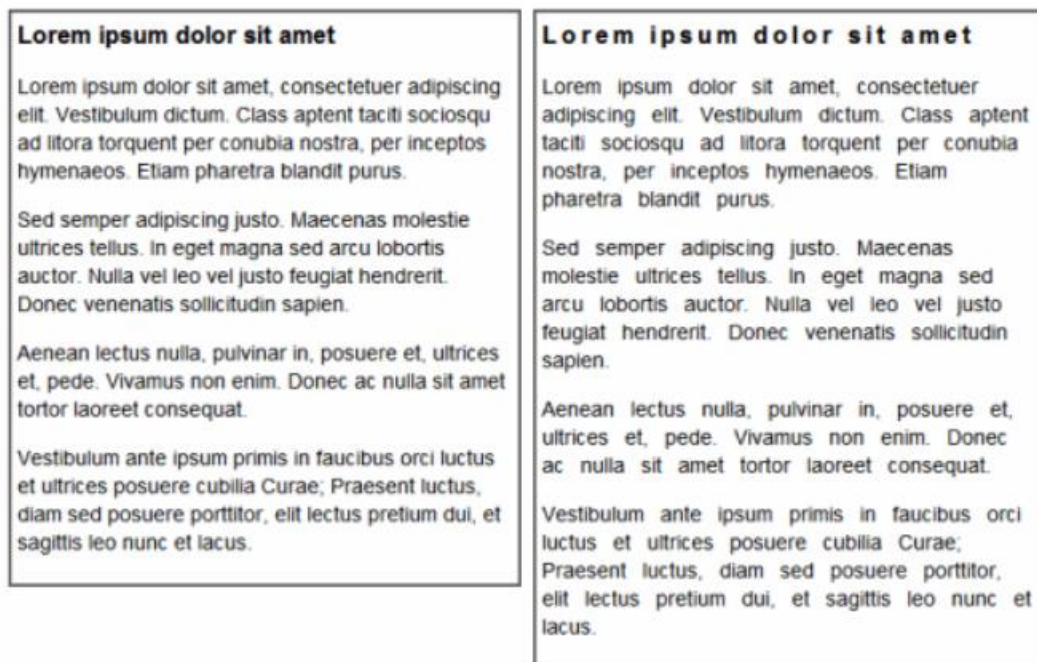 Lorem ipsum dolor sit amet
Lorem ipsum dolor sit amet, consectetuer adipiscing
elit. Vestibulum dictum. Class aptent taciti sociosqu
ad litora torquent per conubia nostra, per inceptos
hymenaeos. Etiam pharetra blandit purus.
Sed semper adipiscing justo. Maecenas molestie
ultrices tellus. In eget magna sed arcu lobortis
auctor. Nulla vel leo vel justo feugiat hendrerit.
Donec venenatis sollicitudin sapien.
Aenean lectus nulla, pulvinar in, posuere et, ultrices
et, pede. Vivamus non enim. Donec ac nulla sit amet
tortor laoreet consequat.
Vestibulum ante ipsum primis in faucibus orci luctus
et ultrices posuere cubilia Curae; Praesent luctus,
diam sed posuere porttitor, elit lectus pretium dui, et
sagittis leo nunc et lacus.
Lorem ipsum dolor sit amet
Lorem ipsum dolor sit amet, consectetuer
adipiscing elit. Vestibulum dictum. Class aptent
taciti sociosqu ad litora torquent per conubia
nostra, per inceptos hymenaeos. Etiam
pharetra blandit purus.
Sed semper adipiscing justo. Maecenas
molestie ultrices tellus. In eget magna sed
arcu lobortis auctor. Nulla vel leo vel justo
feugiat hendrerit. Donec venenatis sollicitudin
sapien.
Aenean lectus nulla, pulvinar in, posuere et,
ultrices et, pede. Vivamus non enim. Donec
ac nulla sit amet tortor laoreet consequat.
Vestibulum ante ipsum primis in faucibus orci
luctus et ultrices posuere cubilia Curae;
Praesent luctus, diam sed posuere porttitor,
elit lectus pretium dui, et sagittis leo nunc et
lacus.